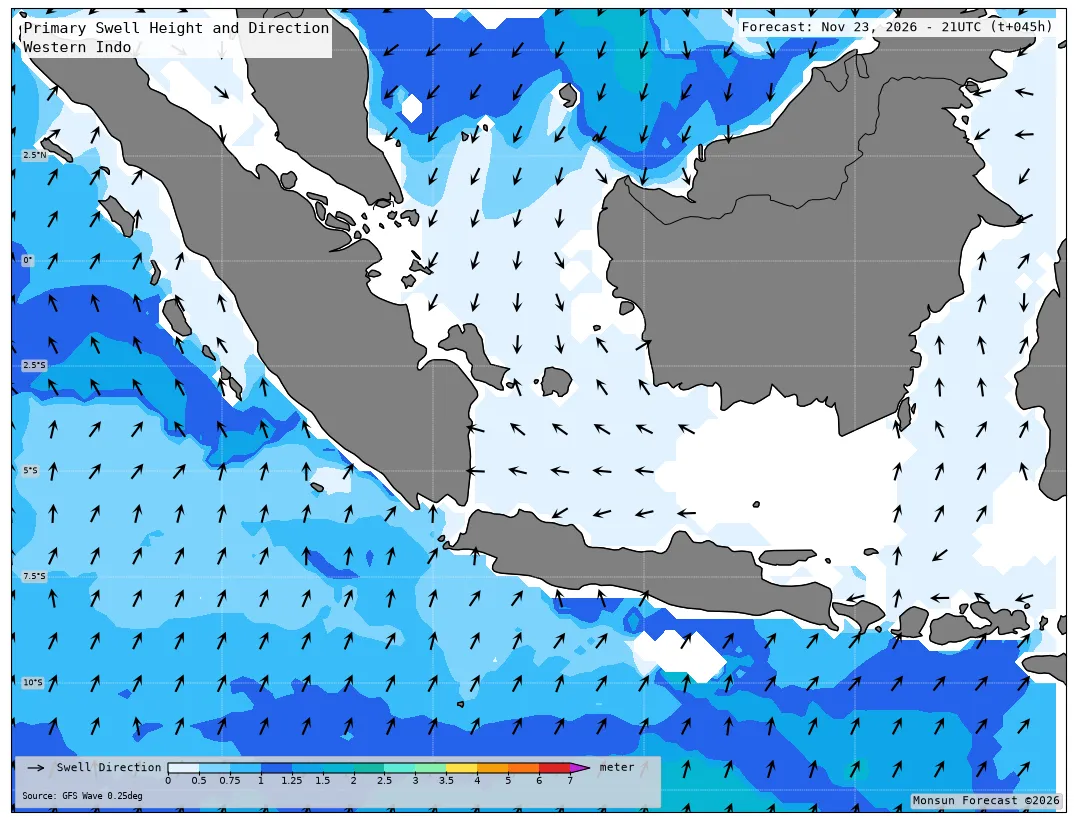 Primary Swell Height and Direction
Western Indo
Forecast: Nov 23, 2026 - 21UTC (t+045h)
2.5°N
0°
2.5°S
5°S
7.5°S
10°S
Swell Direction
meter
0 0.5 0.75 1 1.25 1.5 2 2.5 3 3.5 4 5 6 7
Source: GFS Wave 0.25deg
Monsun Forecast ©2026